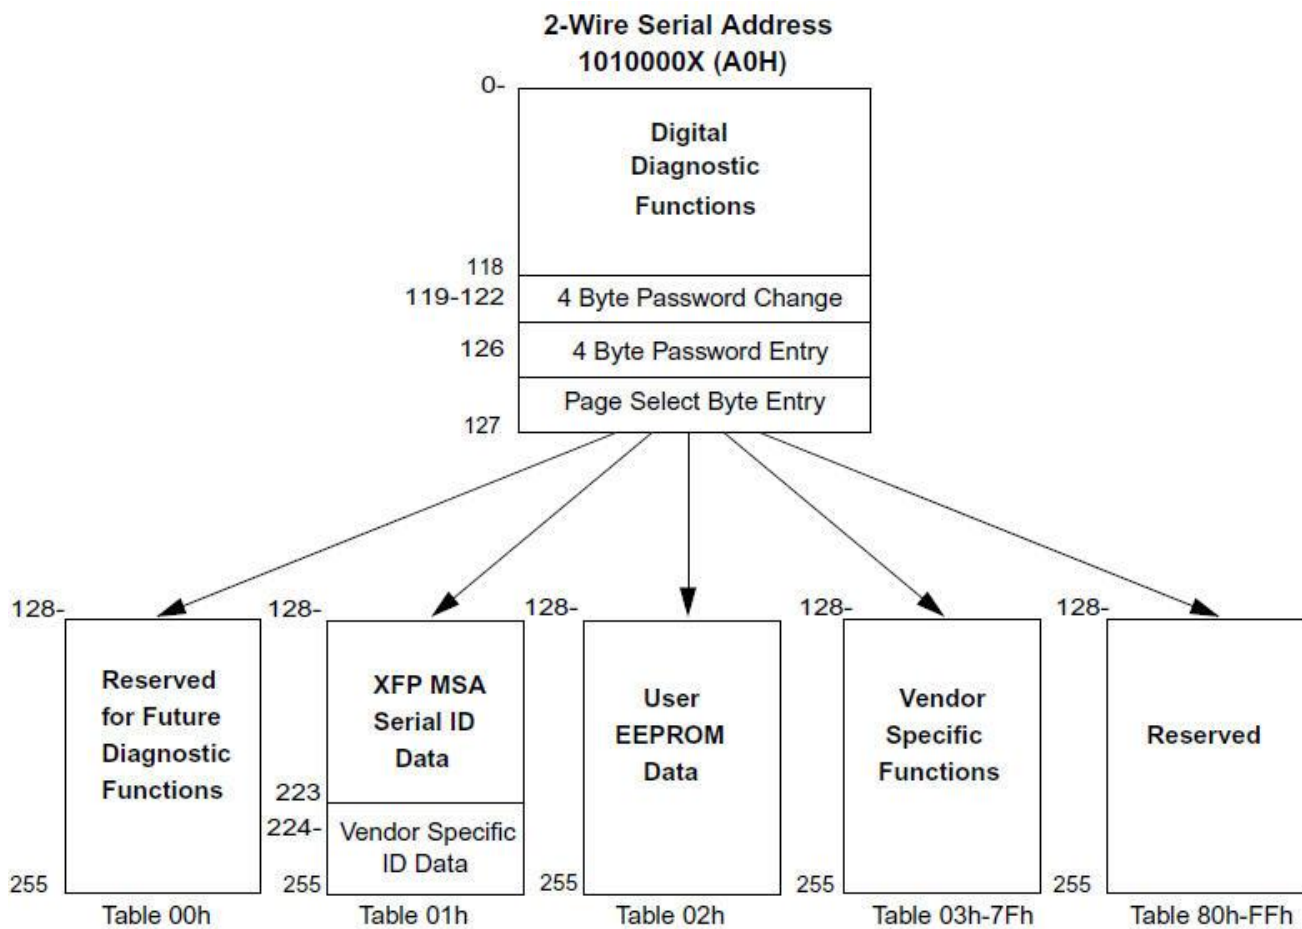 2-Wire Serial Address
1010000X (A0H)
0-
Digital
Diagnostic
Functions
118
119-122
4 Byte Password Change
126
4 Byte Password Entry
Page Select Byte Entry
127
128-
Reserved
for Future
Diagnostic
Functions
255
Table 00h
128-
XFP MSA
Serial ID
Data
223
224-
Vendor Specific
ID Data
255
Table 01h
128-
User
EEPROM
Data
255
Table 02h
128-
Vendor
Specific
Functions
255
Table 03h-7Fh
128-
Reserved
255
Table 80h-FFh